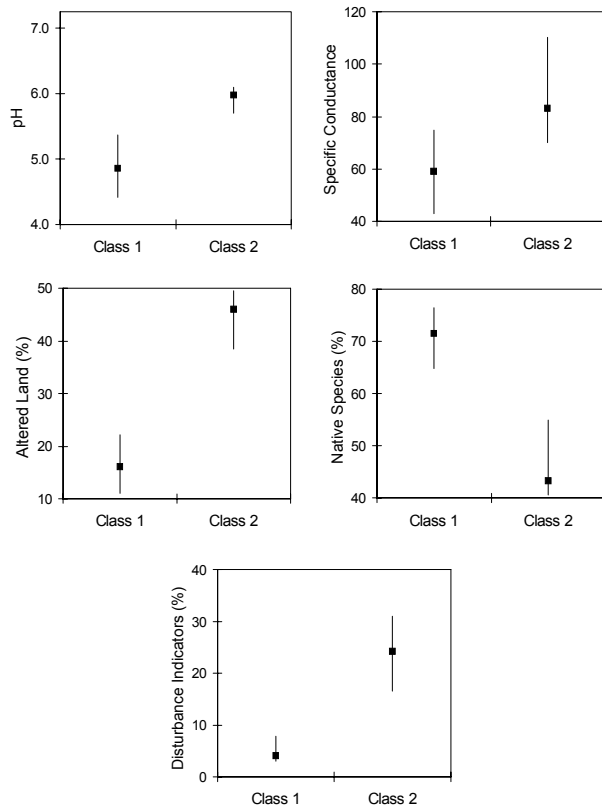 pH
7.0
6.0
5.0
4.0
Class 1
Class 2
Specific Conductance
120
100
80
60
40
Class 1
Class 2
Altered Land (%)
50
40
30
20
10
Class 1
Class 2
Native Species (%)
80
70
60
50
40
Class 1
Class 2
Disturbance Indicators (%)
40
30
20
10
0
Class 1
Class 2